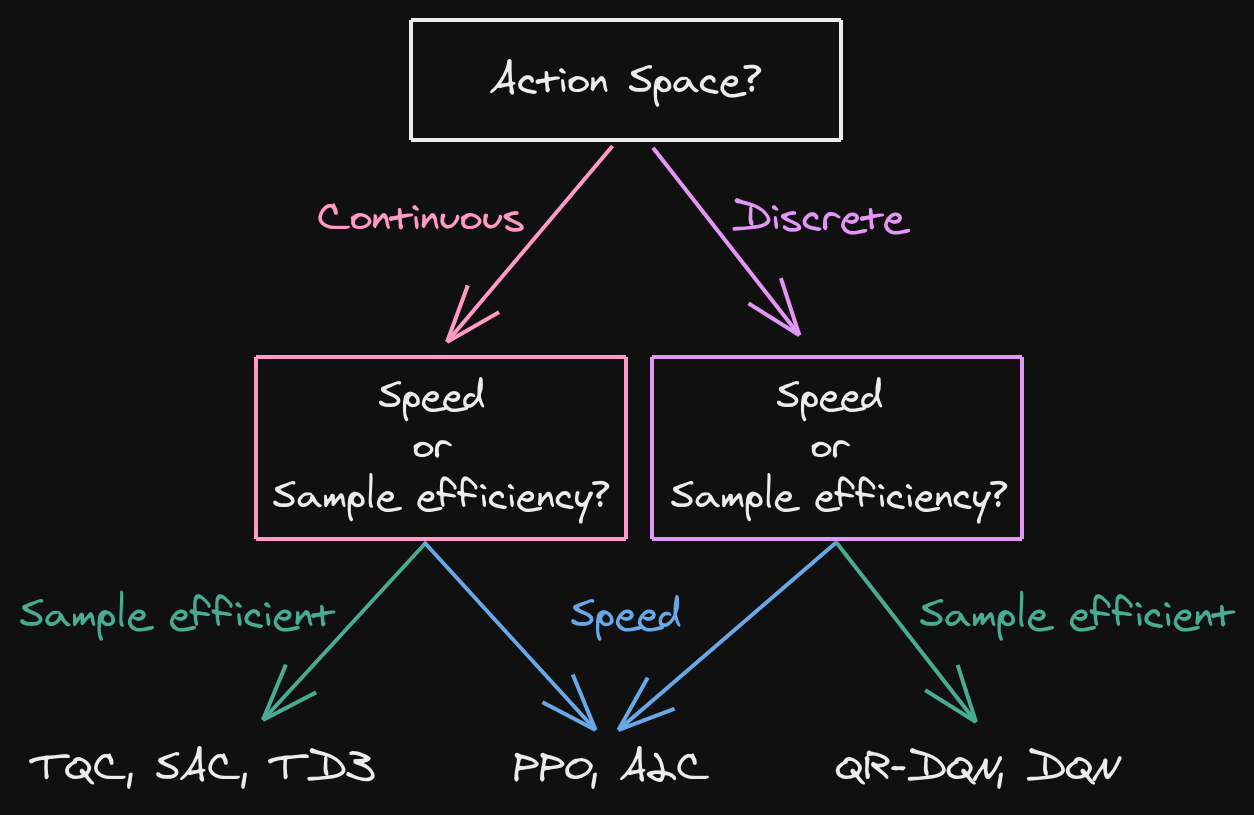 Action Space?
Continuous
Discrete
Speed
or
Sample efficiency?
Speed
or
Sample efficiency?
Sample efficient
Speed
Sample efficient
TQC, SAC, TD3
PPO, A2C
QR-DQN, DQN